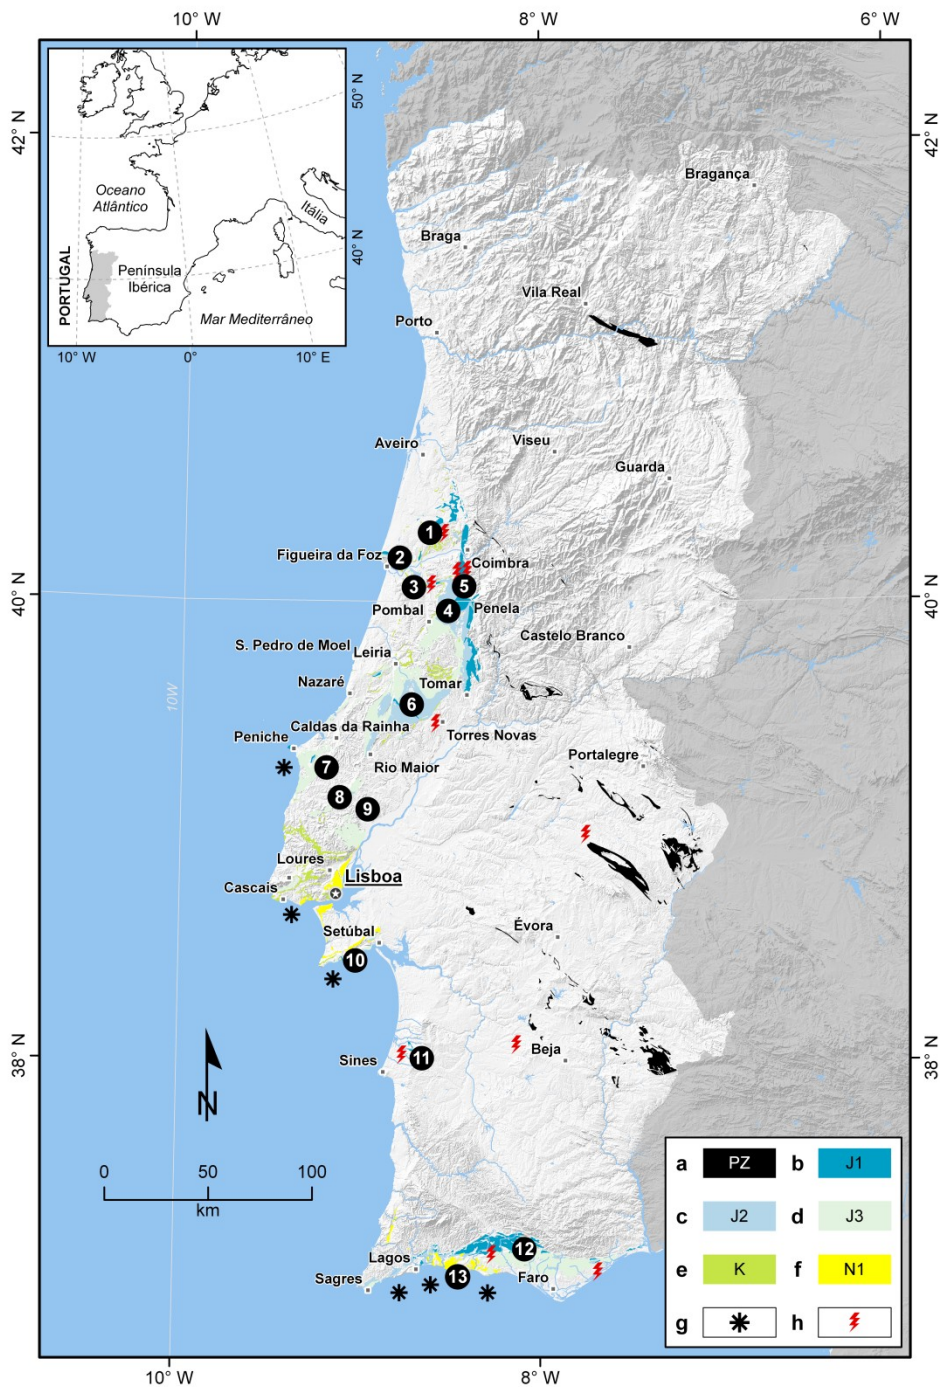 10° W
8° W
6° W
42° N
42° N
50° N
Oceano
Atlântico
Itália
40° N
PORTUGAL
Península
Ibérica
Mar Mediterrâneo
10° W
0°
10° E
Bragança
Braga
Vila Real
Porto
Aveiro
Viseu
Guarda
1
Figueira da Foz
2
Coimbra
3
5
40° N
40° N
Pombal
4
Penela
Castelo Branco
S. Pedro de Moel
Leiria
Nazaré
Tomar
10W
6
Caldas da Rainha
Peniche
Torres Novas
Rio Maior
Portalegre
7
8
9
Loures
Lisboa
Cascais
Setúbal
Évora
10
38° N
38° N
Sines
11
Beja
N
0
50
100
km
a
PZ
b
J1
c
J2
d
J3
e
K
f
N1
g
h
12
Lagos
Sagres
13
Faro
10° W
8° W